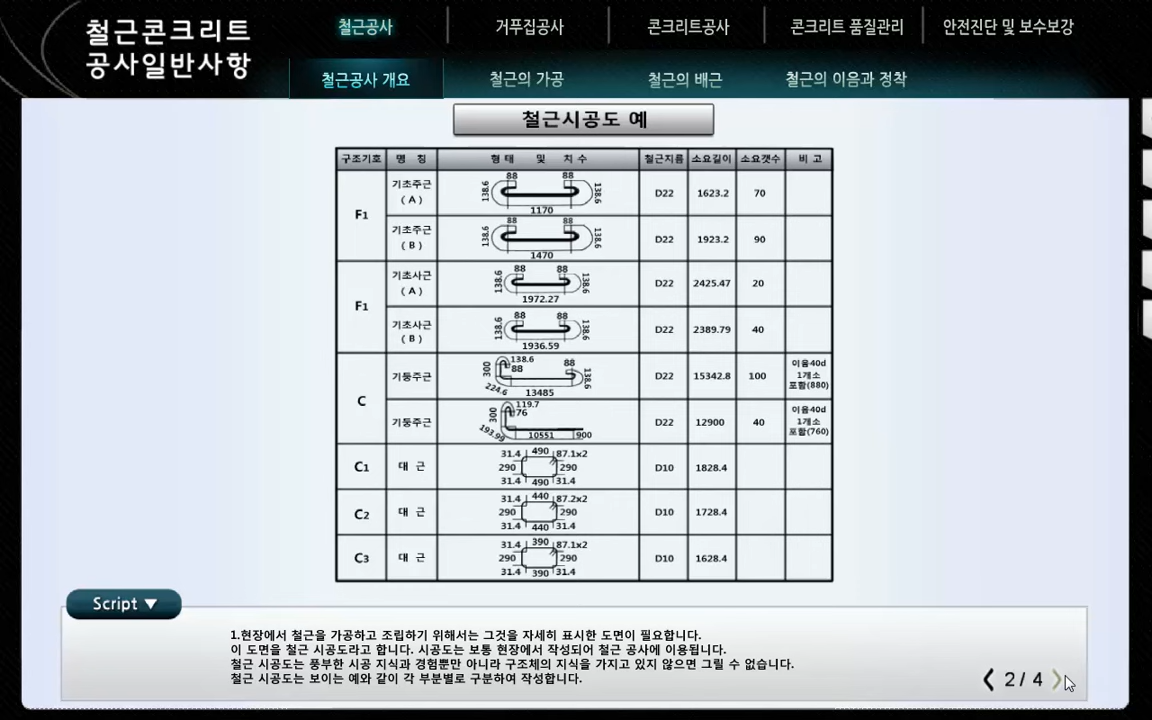 철근콘크리트
공사일반사항
철근공사 거푸집공사 콘크리트공사 콘크리트 품질관리 안전진단 및 보수보강
철근공사 개요 철근의 가공 철근의 배근 철근의 이음과 정착
철근시공도 예
구조기호 명 칭 형태 및 치수 철근지름 소요길이 소요갯수 비 고
F1
기초주근
( A )
88 88
138.6 138.6
1170
D22 1623.2 70
기초주근
( B )
88 88
138.6 138.6
1470
D22 1923.2 90
F1
기초사근
( A )
88 88
138.6 138.6
1972.27
D22 2425.47 20
기초사근
( B )
88 88
138.6 138.6
1936.59
D22 2389.79 40
C
기둥주근
138.6 88
300 88 138.6
224.6 13485
D22 15342.8 100
이음40d
1개소
포함(880)
기둥주근
119.7
300 76
193.99 10551 900
D22 12900 40
이음40d
1개소
포함(760)
C1 대 근
31.4 490 87.1x2
290 290
31.4 490 31.4
D10 1828.4
C2 대 근
31.4 440 87.2x2
290 290
31.4 440 31.4
D10 1728.4
C3 대 근
31.4 390 87.1x2
290 290
31.4 390 31.4
D10 1628.4
Script ▼
1.현장에서 철근을 가공하고 조립하기 위해서는 그것을 자세히 표시한 도면이 필요합니다.
이 도면을 철근 시공도라고 합니다. 시공도는 보통 현장에서 작성되어 철근 공사에 이용됩니다.
철근 시공도는 풍부한 시공 지식과 경험뿐만 아니라 구조체의 지식을 가지고 있지 않으면 그릴 수 없습니다.
철근 시공도는 보이는 예와 같이 각 부분별로 구분하여 작성합니다.
2 / 4